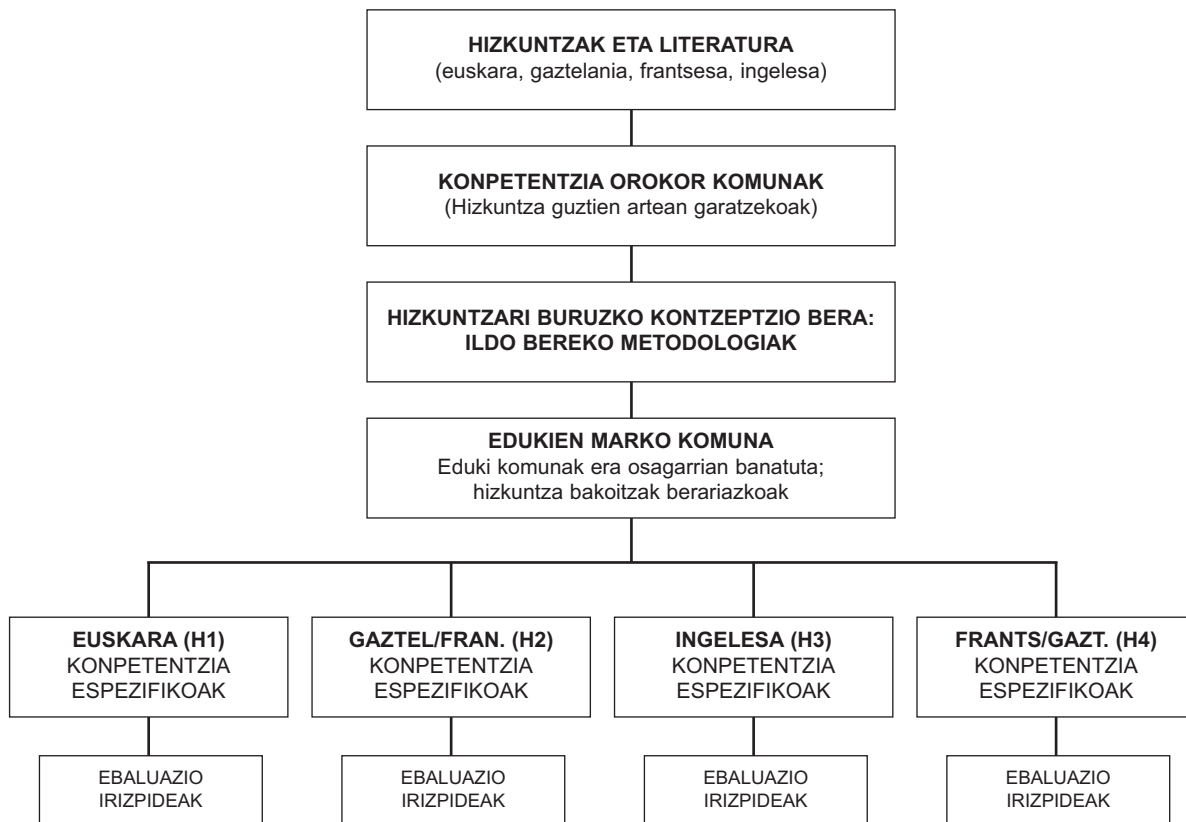 HIZKUNTZAK ETA LITERATURA
(euskara, gaztelania, frantsesa, ingelesa)
KONPETENTZIA OROKOR KOMUNAK
(Hizkuntza guztien artean garatzekoak)
HIZKUNTZARI BURUZKO KONTZEPTZIO BERA:
ILDO BEREKO METODOLOGIAK
EDUKIEN MARKO KOMUNA
Eduki komunak era osagarrian banatuta;
hizkuntza bakoitzak berariazkoak
EUSKARA (H1)
KONPETENTZIA
ESPEZIFIKOAK
GAZTEL/FRAN. (H2)
KONPETENTZIA
ESPEZIFIKOAK
INGELESA (H3)
KONPETENTZIA
ESPEZIFIKOAK
FRANTS/GAZT. (H4)
KONPETENTZIA
ESPEZIFIKOAK
EBALUAZIO
IRIZPIDEAK
EBALUAZIO
IRIZPIDEAK
EBALUAZIO
IRIZPIDEAK
EBALUAZIO
IRIZPIDEAK